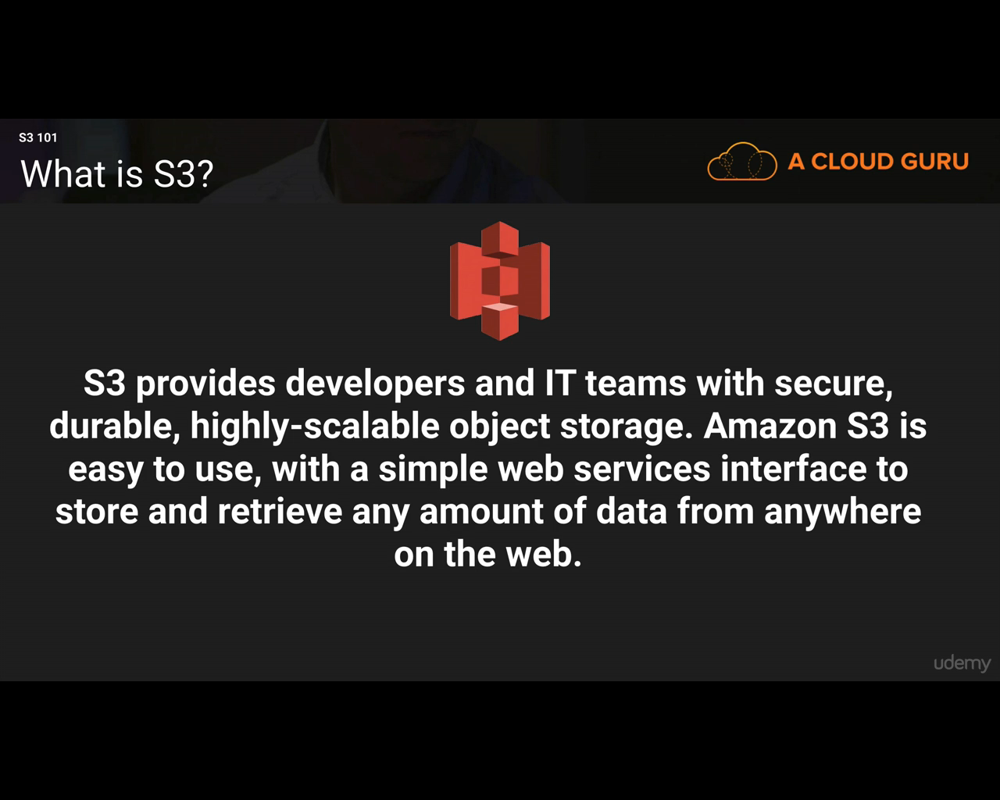 S3 101
What is S3?
A CLOUD GURU
S3 provides developers and IT teams with secure,
durable, highly-scalable object storage. Amazon S3 is
easy to use, with a simple web services interface to
store and retrieve any amount of data from anywhere
on the web.
udemy